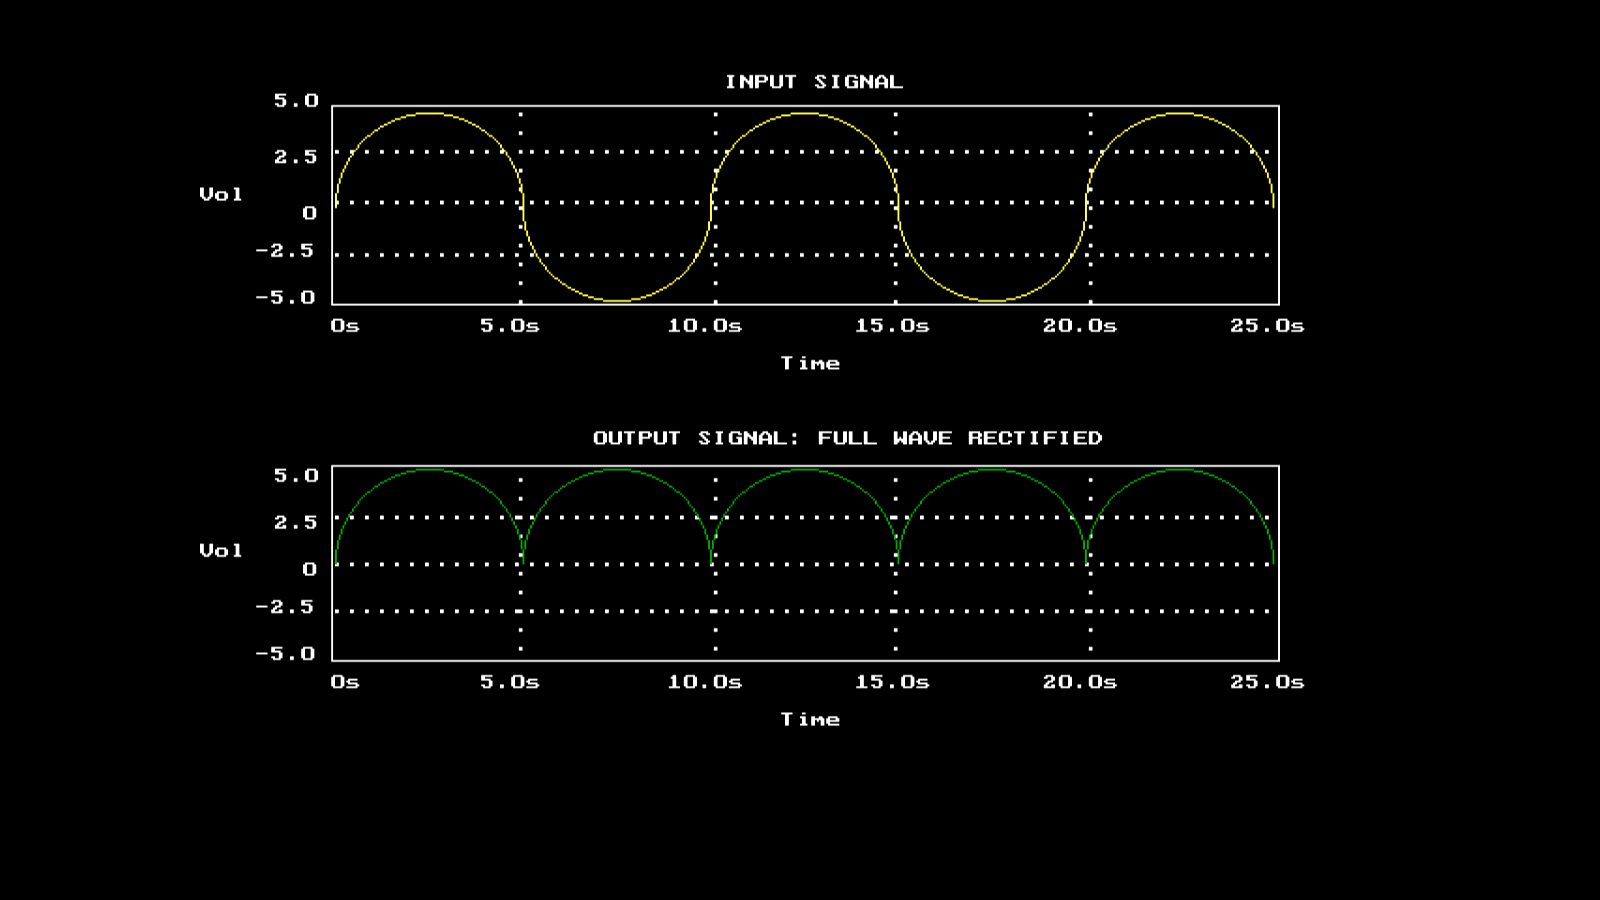 INPUT SIGNAL
5.0
2.5
Vol
0
-2.5
-5.0
0s 5.0s 10.0s 15.0s 20.0s 25.0s
Time
OUTPUT SIGNAL: FULL WAVE RECTIFIED
5.0
2.5
Vol
0
-2.5
-5.0
0s 5.0s 10.0s 15.0s 20.0s 25.0s
Time